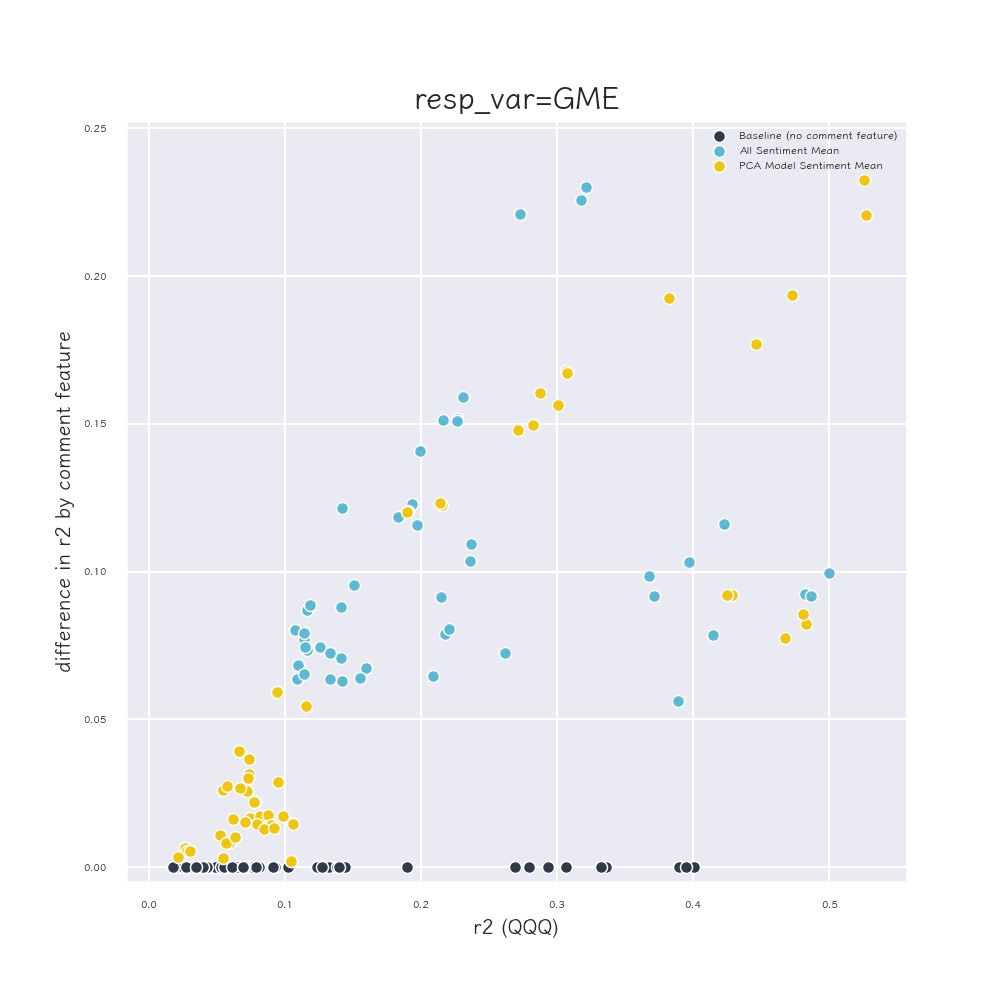 resp_var=GME
Baseline (no comment feature)
All Sentiment Mean
PCA Model Sentiment Mean
0.25
0.20
0.15
0.10
0.05
0.00
difference in r2 by comment feature
0.0 0.1 0.2 0.3 0.4 0.5
r2 (QQQ)